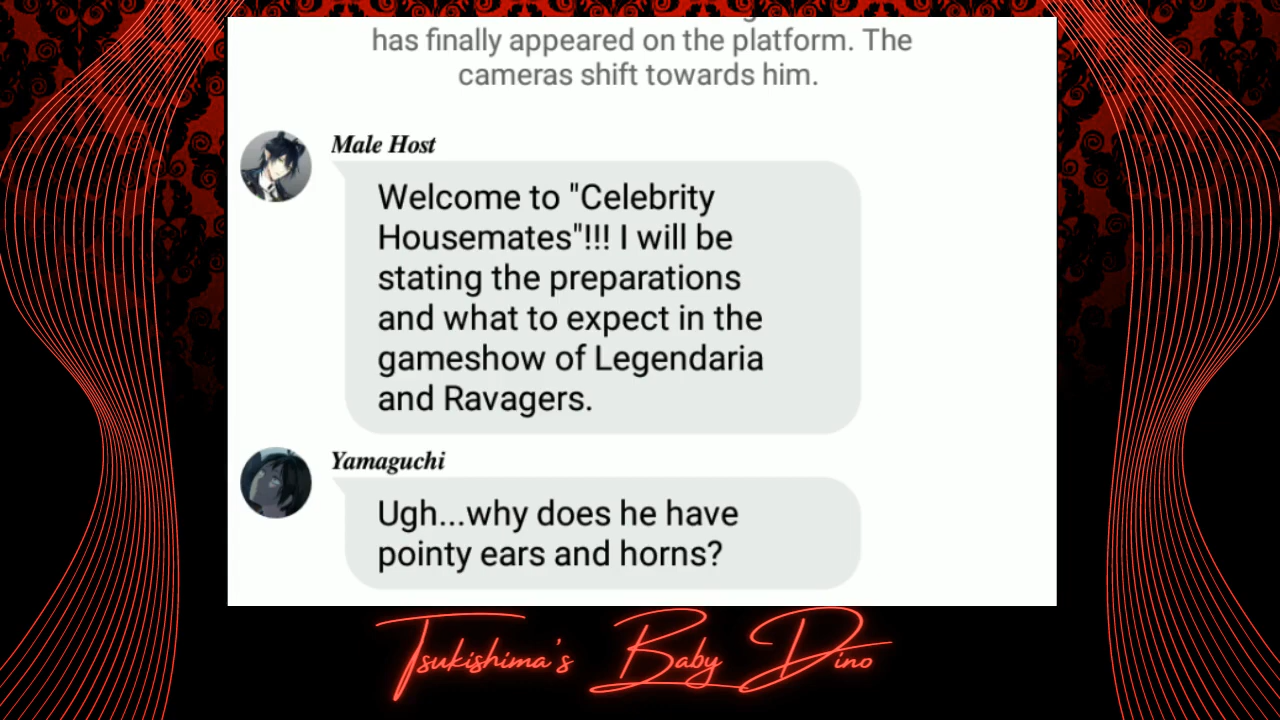 has finally appeared on the platform. The
cameras shift towards him.
Male Host
Welcome to "Celebrity
Housemates"!!! I will be
stating the preparations
and what to expect in the
gameshow of Legendaria
and Ravagers.
Yamaguchi
Ugh...why does he have
pointy ears and horns?
Tsukishima's Baby Dino